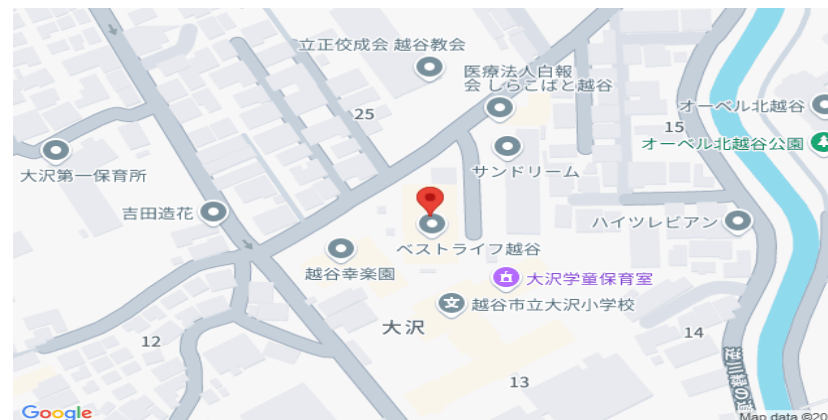 立正佼成会 越谷教会
医療法人白報
会 しらこばと越谷
25
オーベル北越谷
15
オーベル北越谷公園
大沢第一保育所
サンドリーム
吉田造花
ハイツレビアン
ベストライフ越谷
越谷幸楽園
大沢学童保育室
越谷市立大沢小学校
大沢
12
14
13
Google
Map data ©20